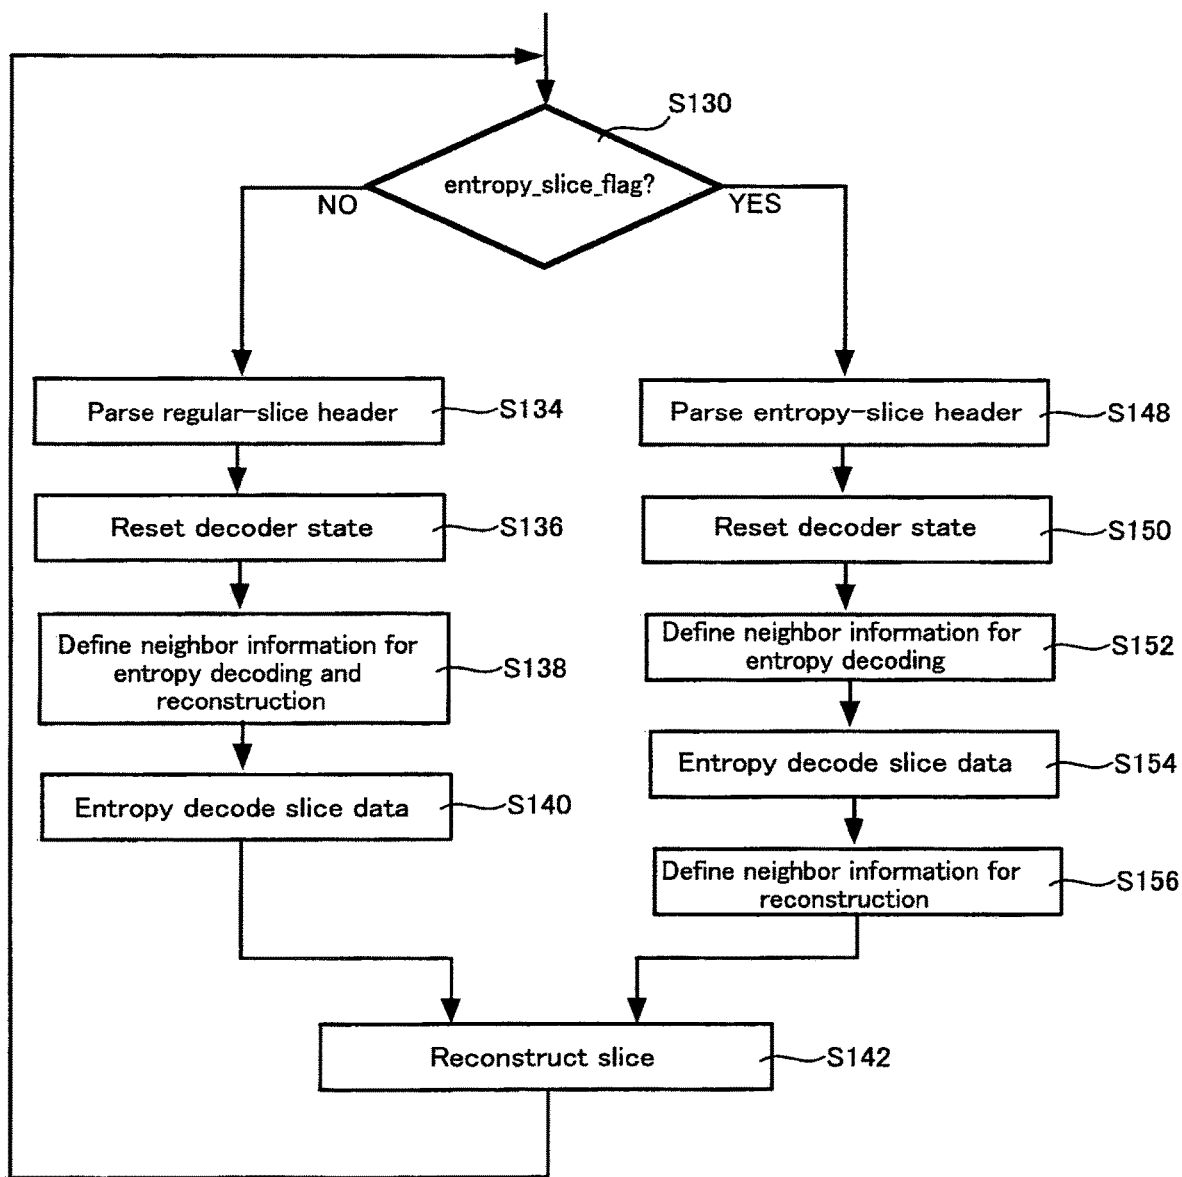 S130
entropy_slice_flag?
NO
YES
Parse regular-slice header
S134
Parse entropy-slice header
S148
Reset decoder state
S136
Reset decoder state
S150
Define neighbor information for
entropy decoding and
reconstruction
S138
Define neighbor information for
entropy decoding
S152
Entropy decode slice data
S140
Entropy decode slice data
S154
Define neighbor information for
reconstruction
S156
Reconstruct slice
S142